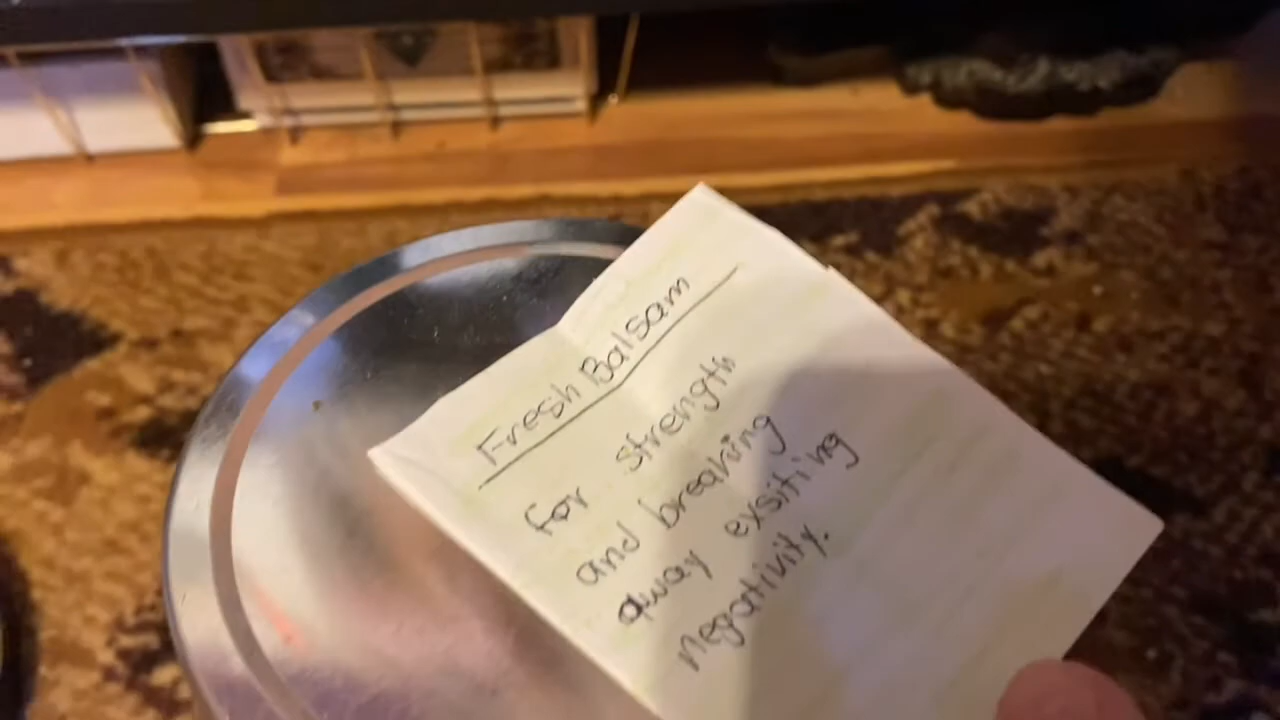 Fresh Balsam
for strength
and breaking
away exsiting
negativity.